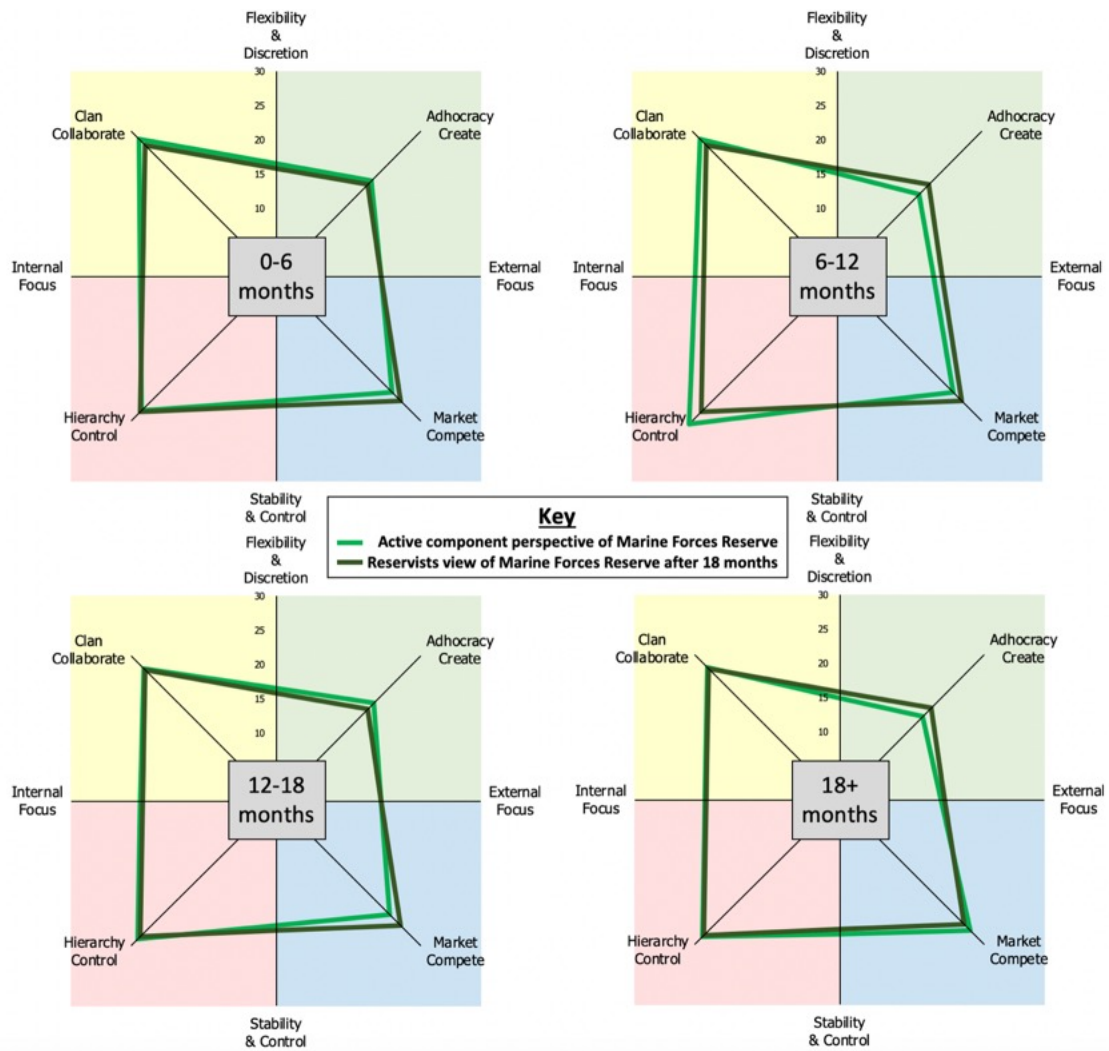 Flexibility
&
Discretion
30
25
20
15
10
Clan
Collaborate
Adhocracy
Create
Internal
Focus
0-6
months
External
Focus
Hierarchy
Control
Market
Compete
Stability
& Control
Flexibility
&
Discretion
30
25
20
15
10
Clan
Collaborate
Adhocracy
Create
Internal
Focus
6-12
months
External
Focus
Hierarchy
Control
Market
Compete
Stability
& Control
Key
Active component perspective of Marine Forces Reserve
Reservists view of Marine Forces Reserve after 18 months
Flexibility
&
Discretion
30
25
20
15
10
Clan
Collaborate
Adhocracy
Create
Internal
Focus
12-18
months
External
Focus
Hierarchy
Control
Market
Compete
Stability
& Control
Flexibility
&
Discretion
30
25
20
15
10
Clan
Collaborate
Adhocracy
Create
Internal
Focus
18+
months
External
Focus
Hierarchy
Control
Market
Compete
Stability
& Control